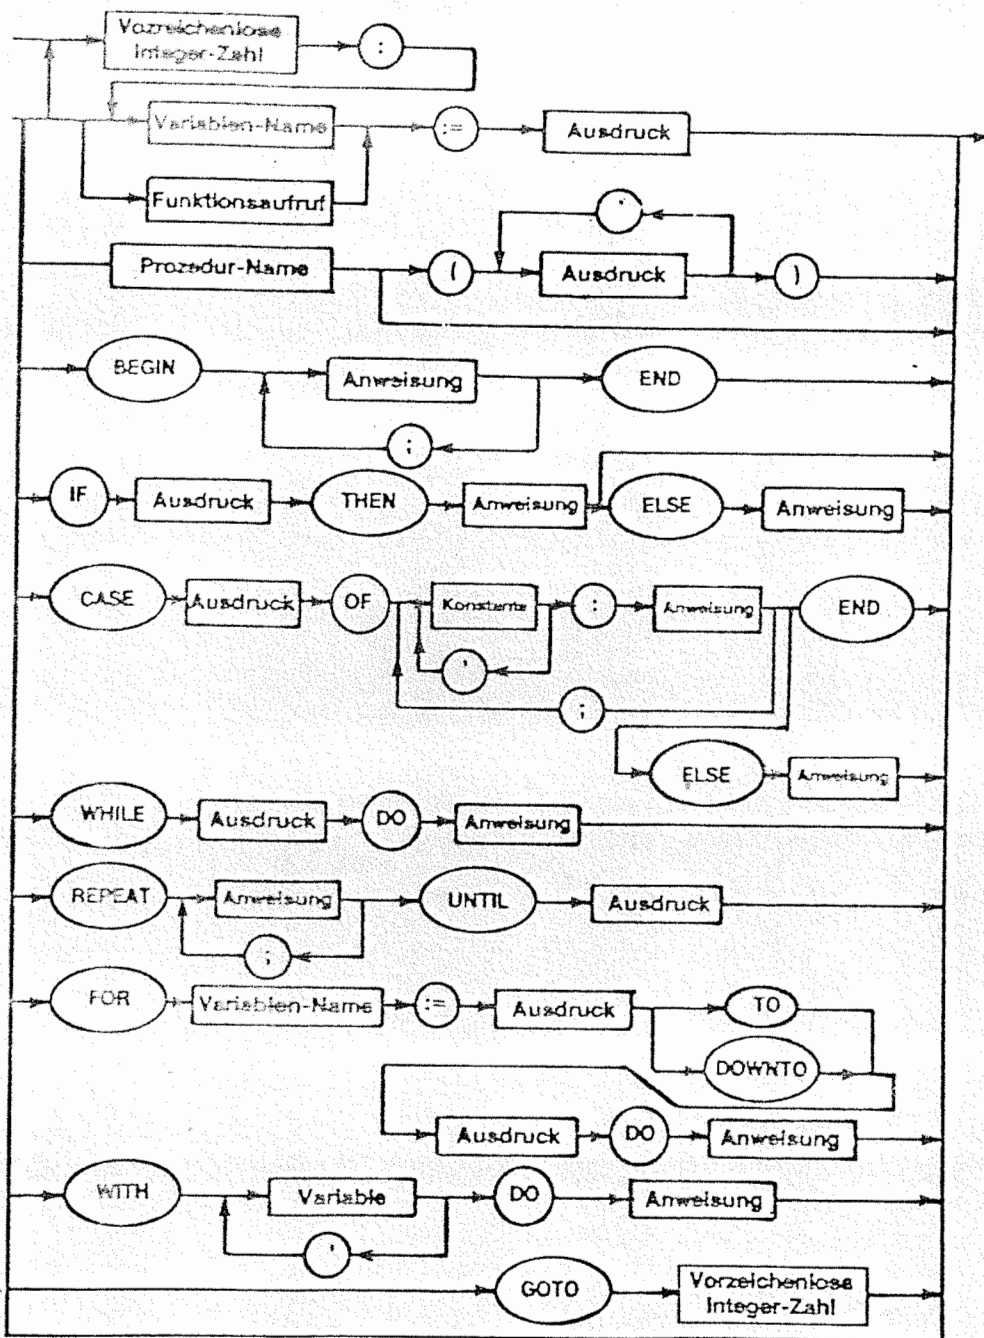 Vozreichenlose
Integer-Zahl
:
Variablen-Name
:=
Ausdruck
Funktionsaufruf
'
Prozedur-Name
(
Ausdruck
)
BEGIN
Anweisung
END
;
IF
Ausdruck
THEN
Anweisung
ELSE
Anweisung
CASE
Ausdruck
OF
Konstante
:
Anweisung
END
'
;
ELSE
Anweisung
WHILE
Ausdruck
DO
Anweisung
REPEAT
Anweisung
UNTIL
Ausdruck
;
FOR
Variablen-Name
:=
Ausdruck
TO
DOWNTO
Ausdruck
DO
Anweisung
WITH
Variable
DO
Anweisung
'
GOTO
Vorzeichenlose
Integer-Zahl